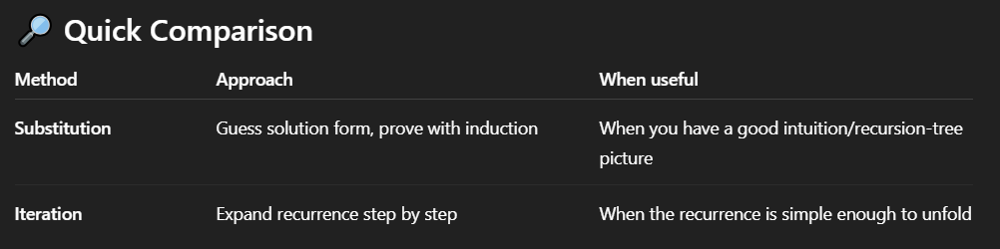 🔎 Quick Comparison
Method Approach When useful
Substitution Guess solution form, prove with induction When you have a good intuition/recursion-tree
picture
Iteration Expand recurrence step by step When the recurrence is simple enough to unfold